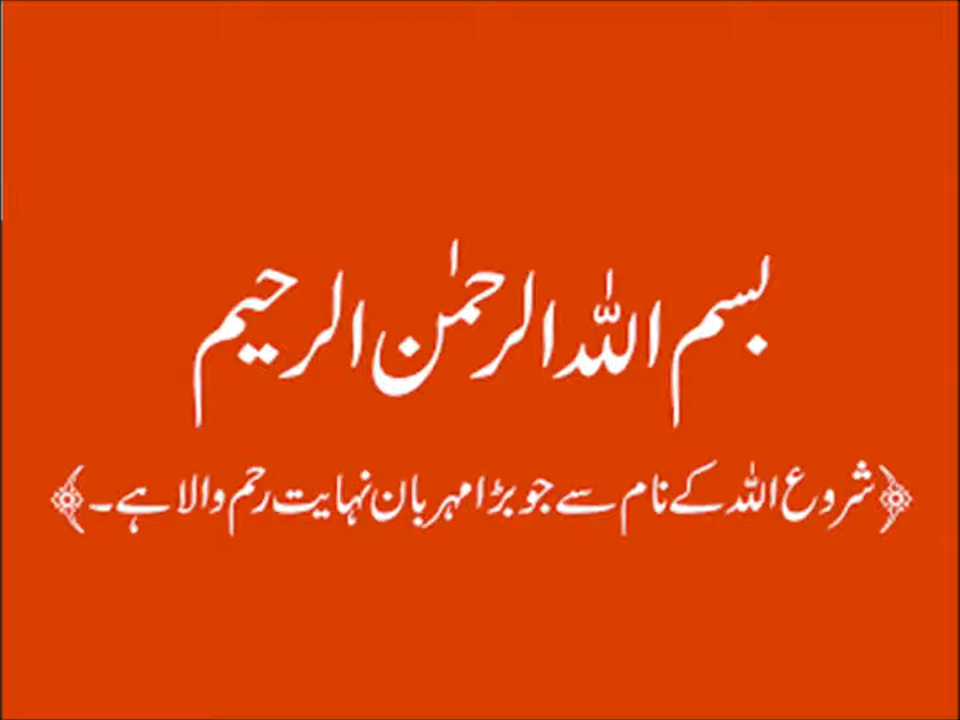 بسم اللہ الرحمٰن الرحیم
﴿شروع اللہ کے نام سے جو بڑا مہربان نہایت رحم والا ہے۔﴾